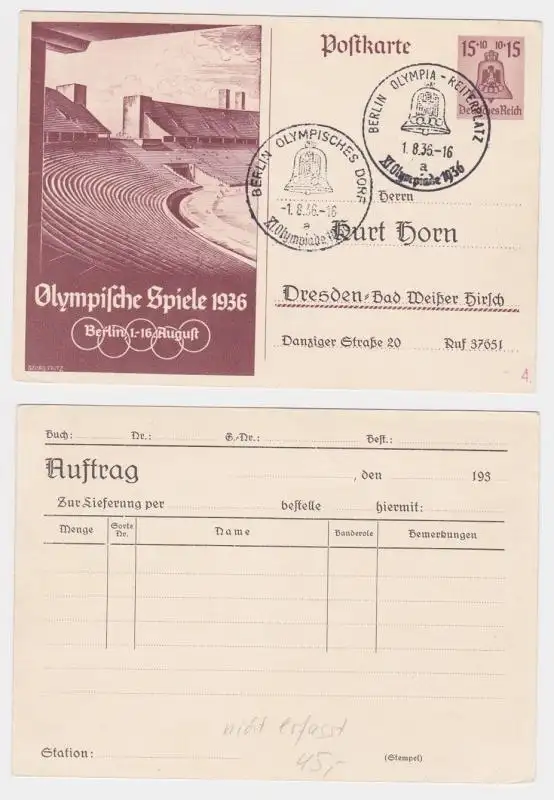 Postkarte
15+10 10+15
Deutsches Reich
BERLIN OLYMPIA-REITERPLATZ
1.8.36.-16
a
XI. Olympiade 1936
BERLIN OLYMPISCHES DORF
-1.8.36.-16
a
XI. Olympiade
Herrn
Kurt Horn
Dresden-Bad Weißer Hirsch
Danziger Straße 20 Ruf 37651
4.
Olympische Spiele 1936
Berlin 1.-16. August
Buch: Nr.: G.-Nr.: Best.:
Auftrag , den 193
Zur Lieferung per bestelle hiermit:
Menge Sorte Nr. Name Banderole Bemerkungen
nicht erfasst
45,-
Station: (Stempel)